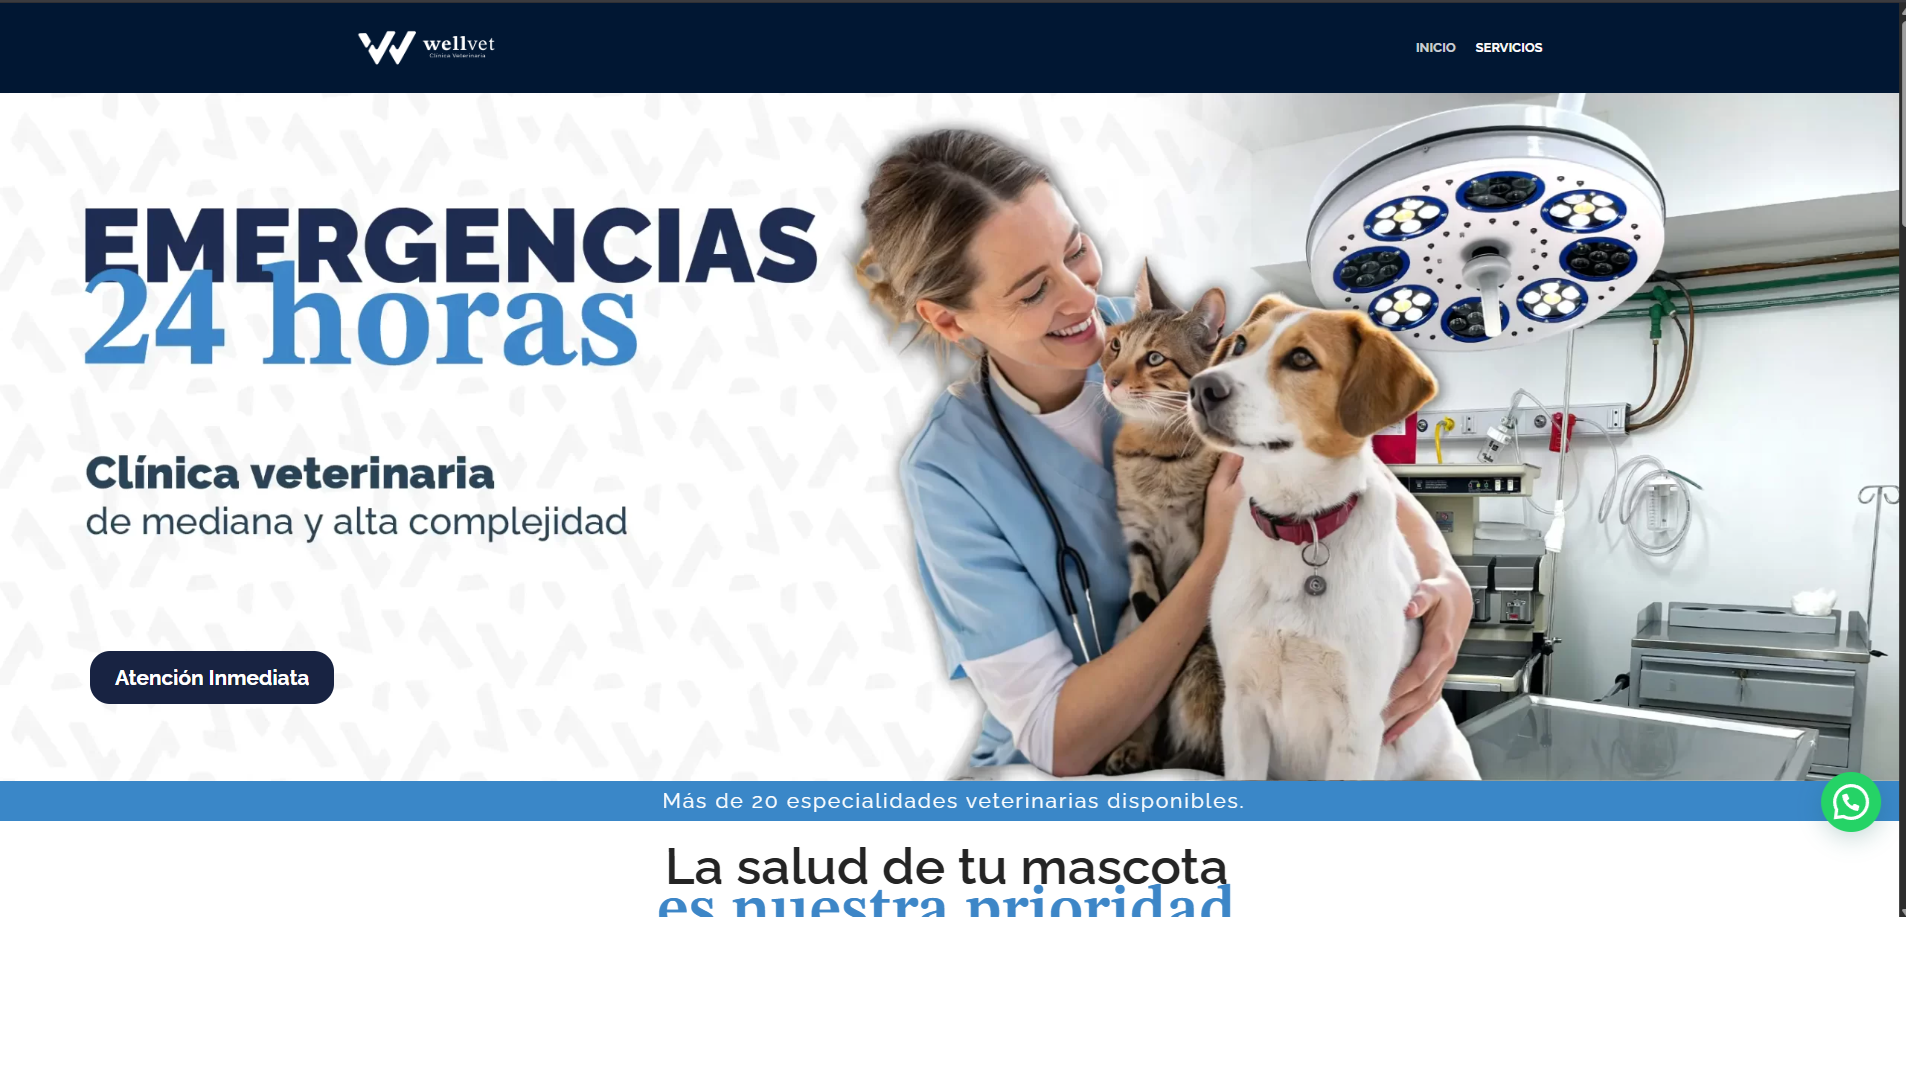 wellvet
Clínica Veterinaria
INICIO
SERVICIOS
EMERGENCIAS
24 horas
Clínica veterinaria
de mediana y alta complejidad
Atención Inmediata
Más de 20 especialidades veterinarias disponibles.
La salud de tu mascota
es nuestra prioridad